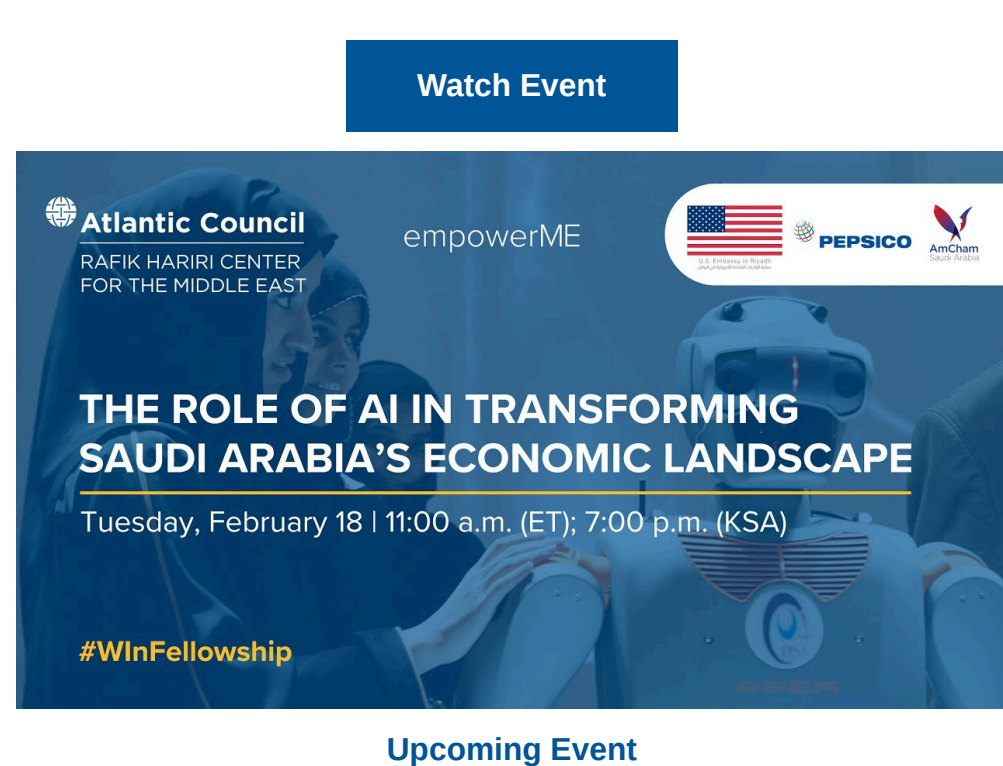 Watch Event
Atlantic Council
RAFIK HARIRI CENTER
FOR THE MIDDLE EAST
empowerME
U.S. Embassy in Riyadh
PEPSICO
AmCham
Saudi Arabia
THE ROLE OF AI IN TRANSFORMING
SAUDI ARABIA'S ECONOMIC LANDSCAPE
Tuesday, February 18 | 11:00 a.m. (ET); 7:00 p.m. (KSA)
#WInFellowship
Upcoming Event